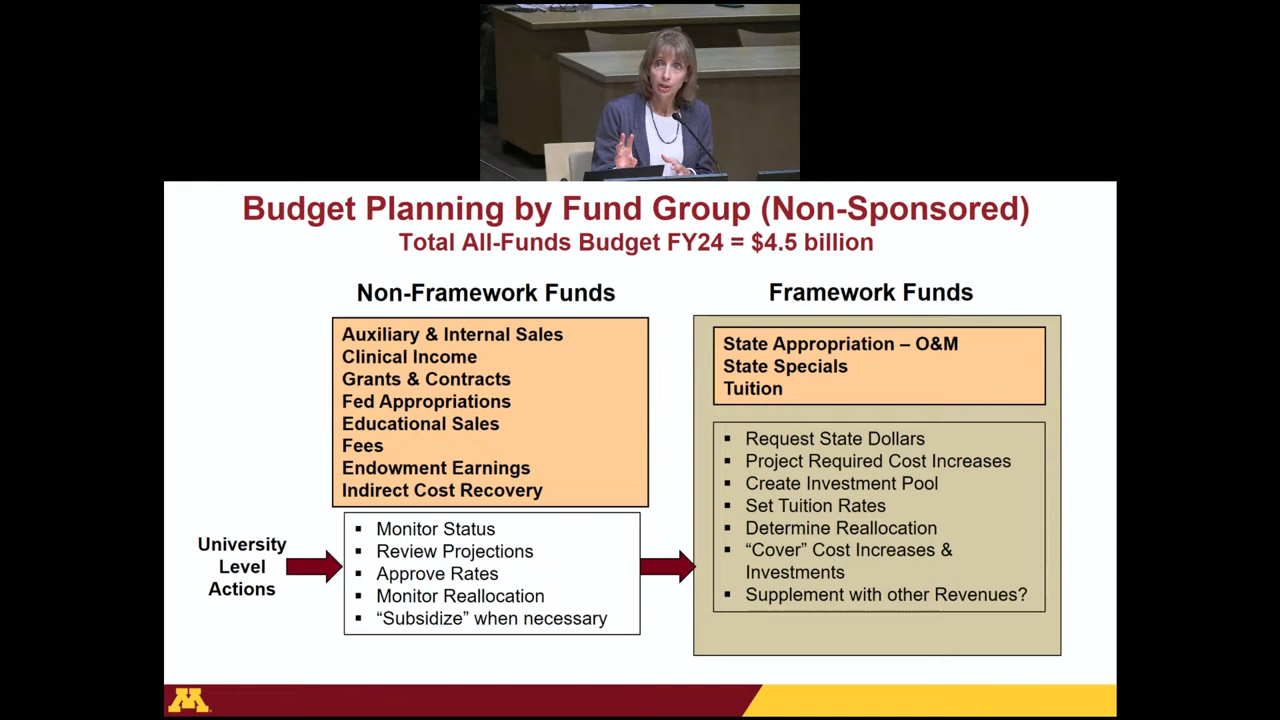 Budget Planning by Fund Group (Non-Sponsored)
Total All-Funds Budget FY24 = $4.5 billion
Non-Framework Funds
Auxiliary & Internal Sales
Clinical Income
Grants & Contracts
Fed Appropriations
Educational Sales
Fees
Endowment Earnings
Indirect Cost Recovery
University
Level
Actions
▪ Monitor Status
▪ Review Projections
▪ Approve Rates
▪ Monitor Reallocation
▪ “Subsidize” when necessary
Framework Funds
State Appropriation – O&M
State Specials
Tuition
▪ Request State Dollars
▪ Project Required Cost Increases
▪ Create Investment Pool
▪ Set Tuition Rates
▪ Determine Reallocation
▪ “Cover” Cost Increases &
Investments
▪ Supplement with other Revenues?
M